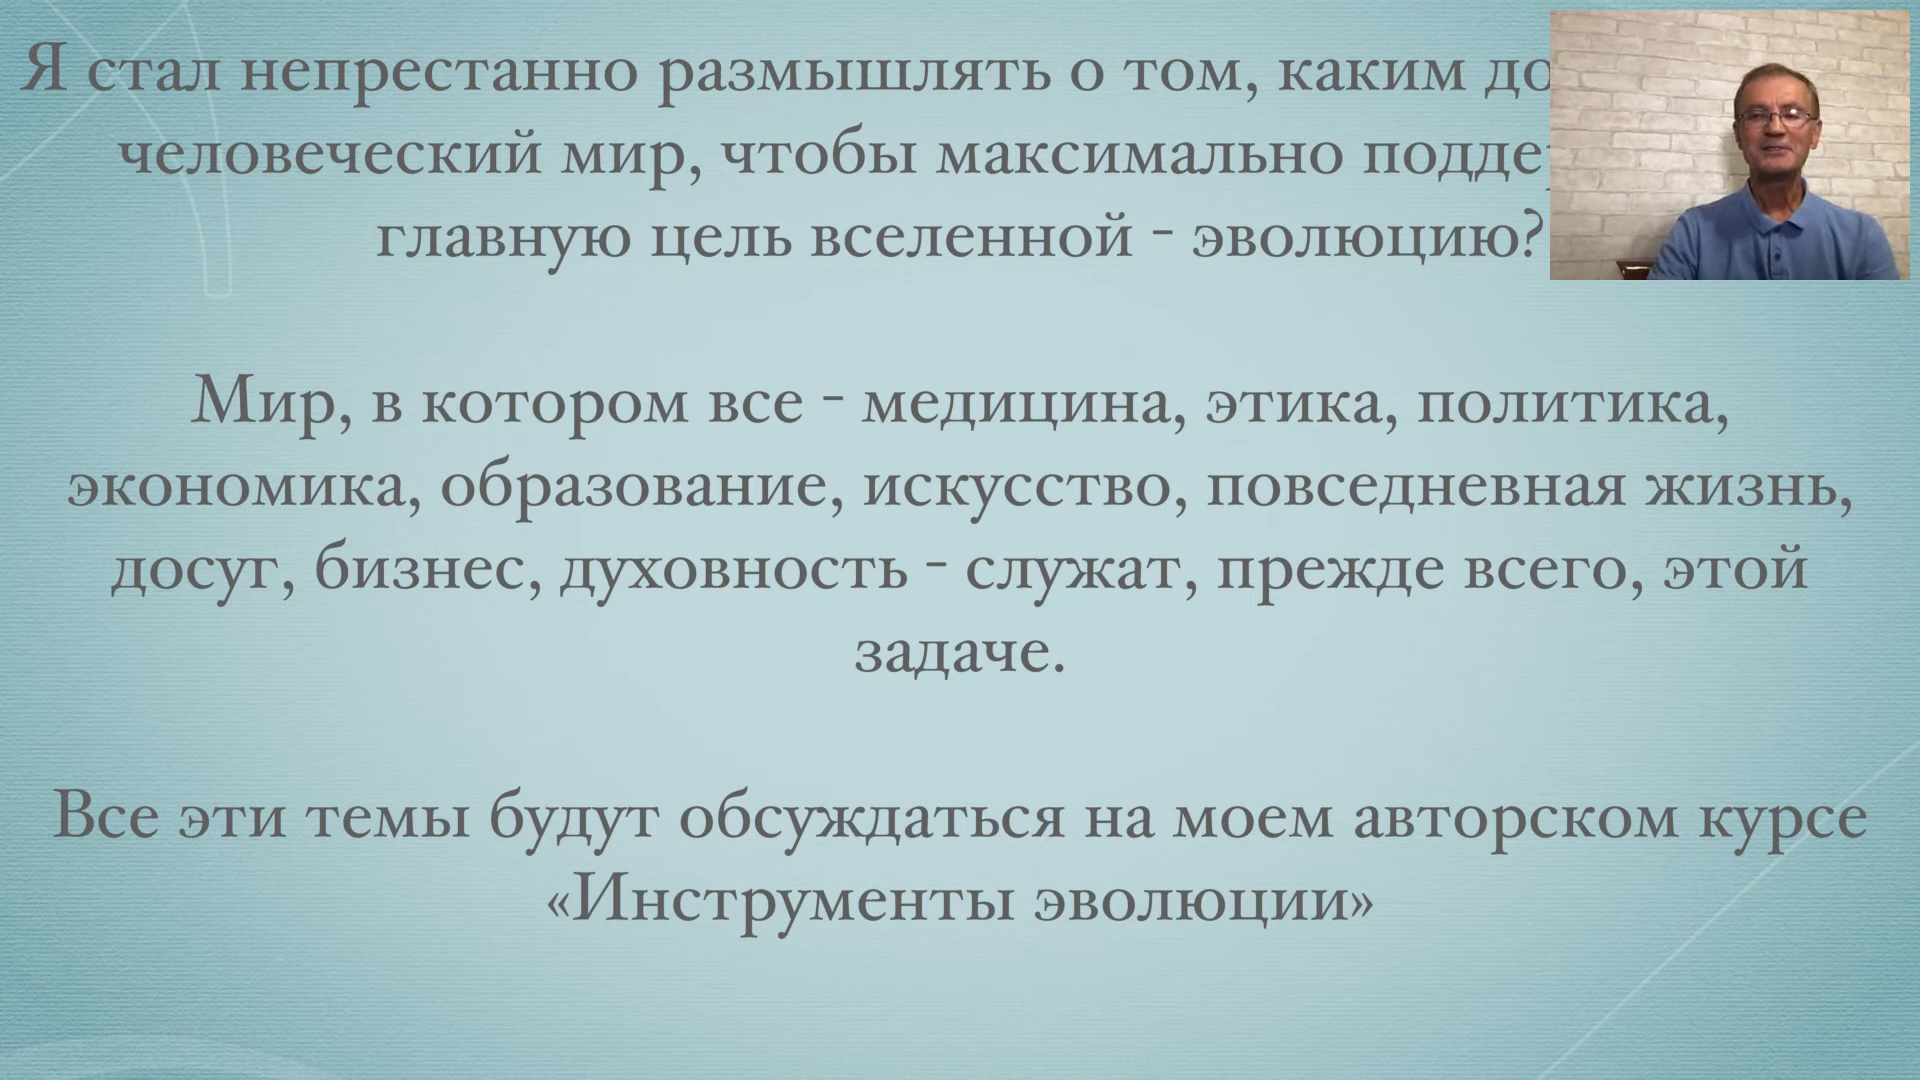 Я стал непрестанно размышлять о том, каким
человеческий мир, чтобы максимально
главную цель вселенной - эволюцию?
Мир, в котором все - медицина, этика, политика,
экономика, образование, искусство, повседневная жизнь,
досуг, бизнес, духовность - служат, прежде всего, этой
задаче.
Все эти темы будут обсуждаться на моем авторском курсе
«Инструменты эволюции»